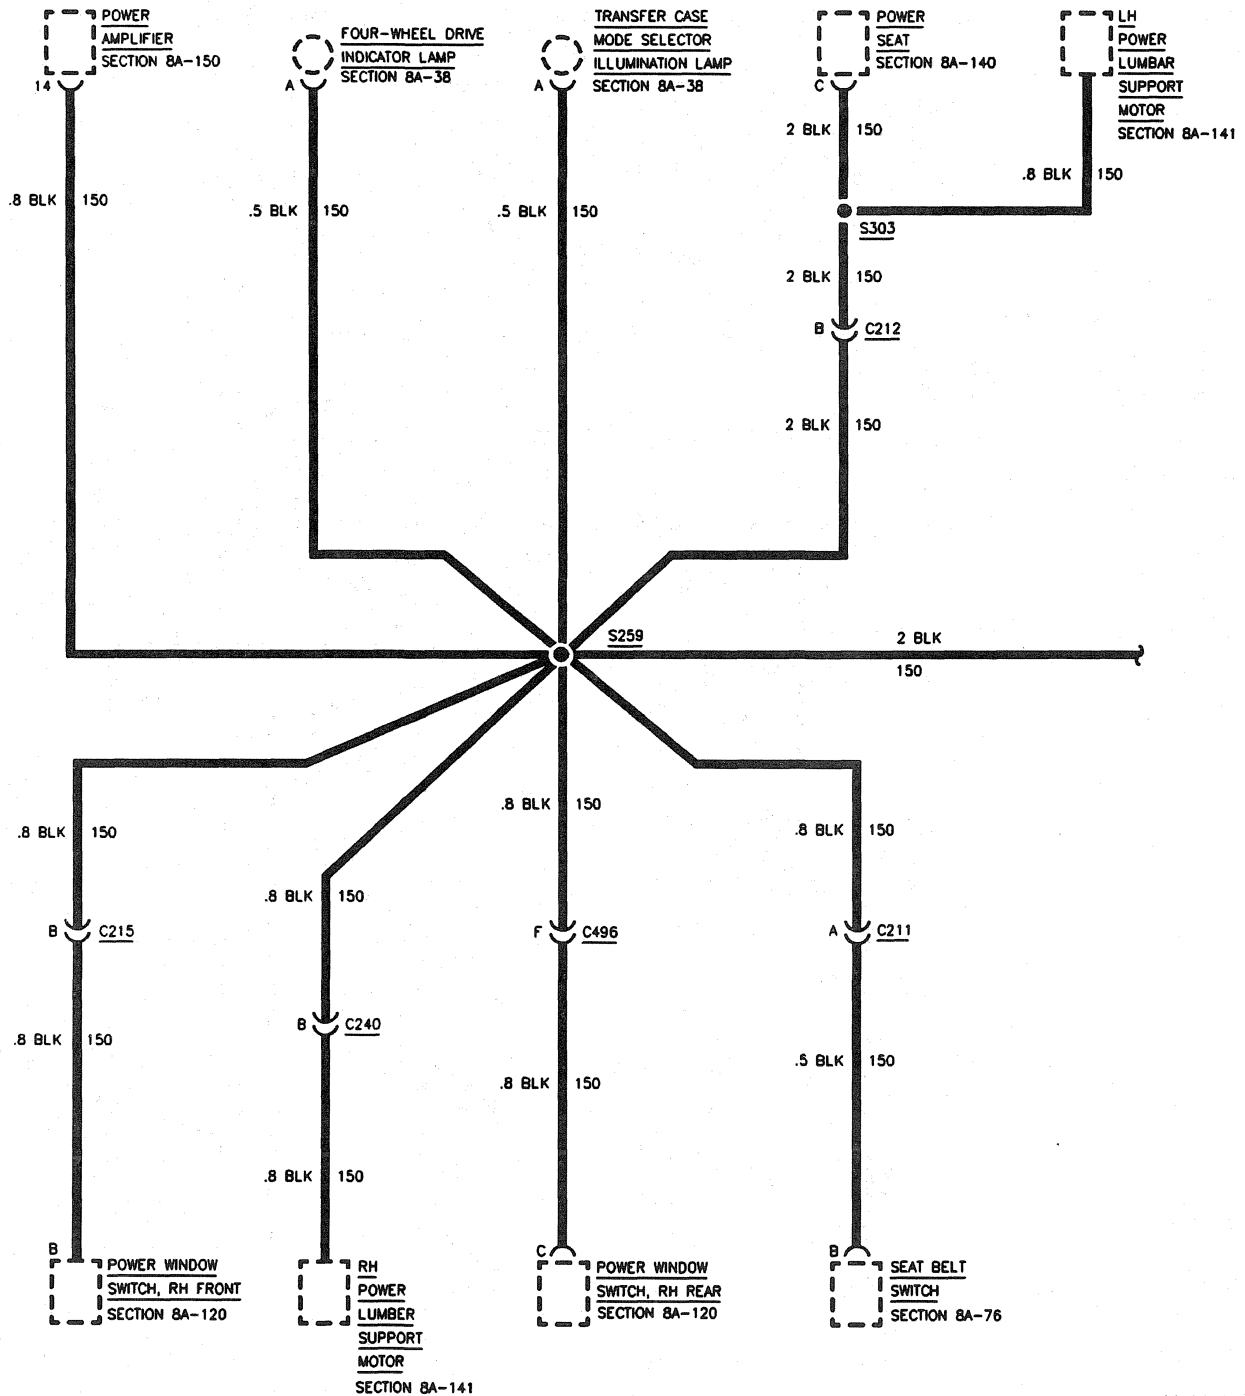 POWER
AMPLIFIER
SECTION 8A-150
14
FOUR-WHEEL DRIVE
INDICATOR LAMP
SECTION 8A-38
A
TRANSFER CASE
MODE SELECTOR
ILLUMINATION LAMP
SECTION 8A-38
A
POWER
SEAT
SECTION 8A-140
C
LH
POWER
LUMBAR
SUPPORT
MOTOR
SECTION 8A-141
2 BLK 150
.8 BLK 150
.8 BLK 150
.5 BLK 150
.5 BLK 150
S303
2 BLK 150
B C212
2 BLK 150
S259
2 BLK
150
.8 BLK 150
.8 BLK 150
.8 BLK 150
.8 BLK 150
B C215
F C496
A C211
B C240
.8 BLK 150
.5 BLK 150
.8 BLK 150
.8 BLK 150
B
POWER WINDOW
SWITCH, RH FRONT
SECTION 8A-120
RH
POWER
LUMBER
SUPPORT
MOTOR
SECTION 8A-141
C
POWER WINDOW
SWITCH, RH REAR
SECTION 8A-120
B
SEAT BELT
SWITCH
SECTION 8A-76